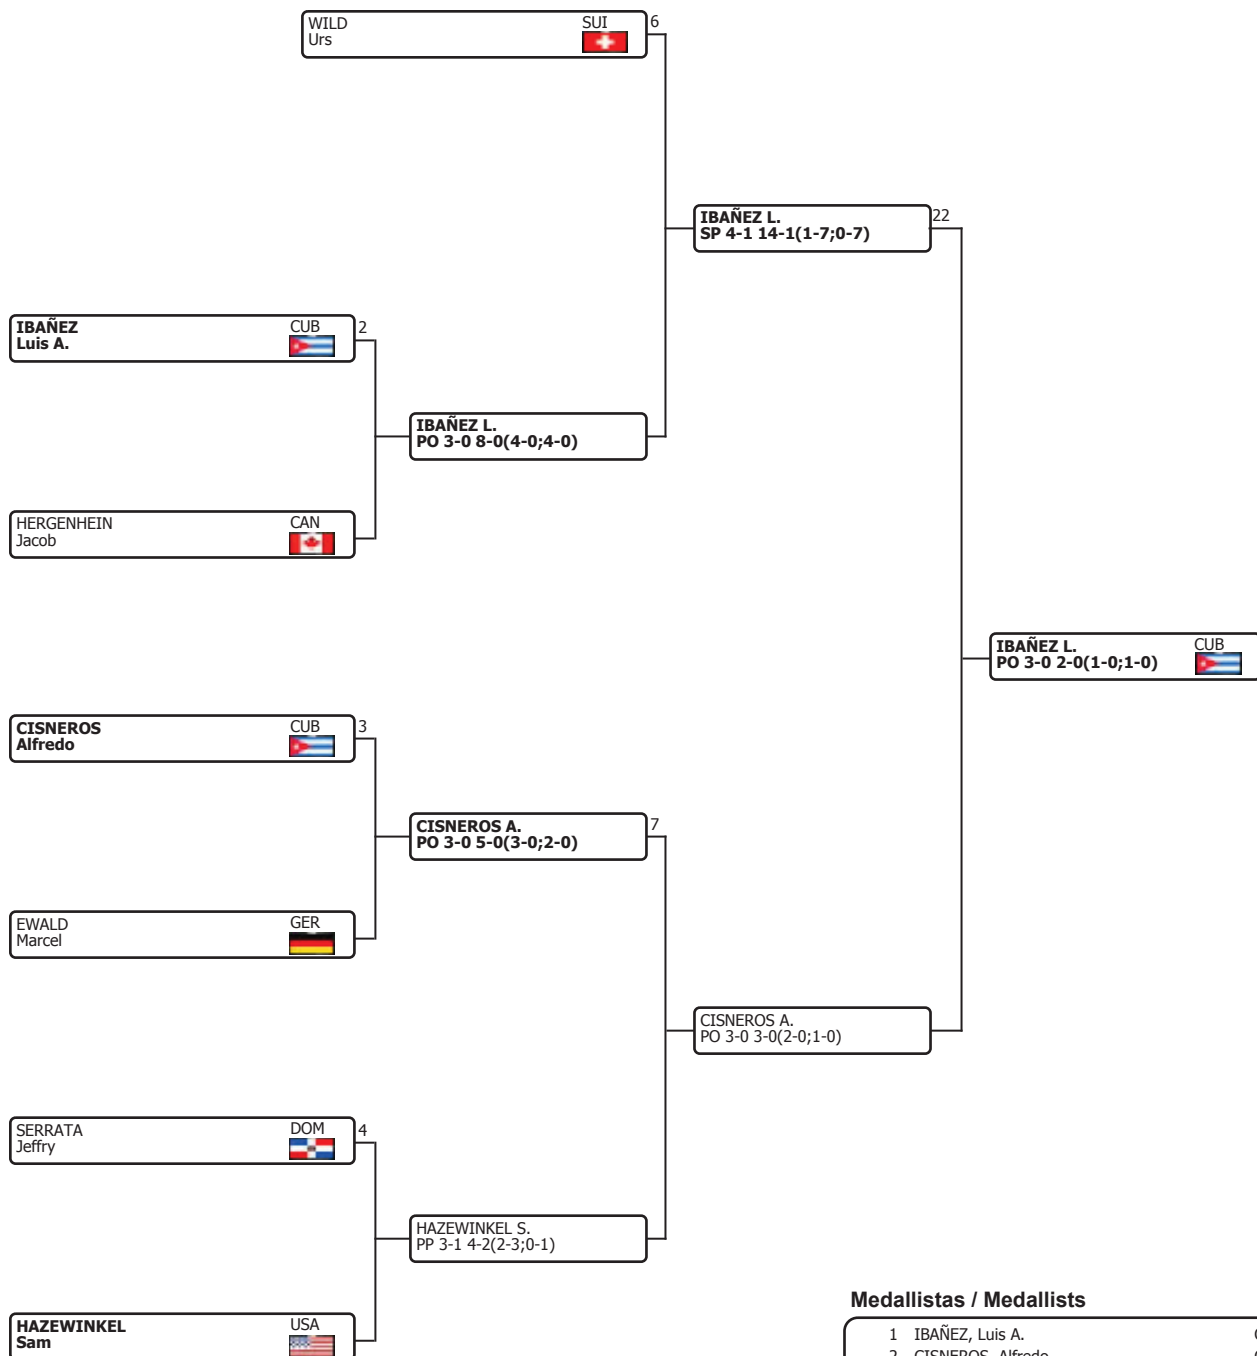 WILD SUI 6
Urs
IBAÑEZ L. 22
SP 4-1 14-1(1-7;0-7)
IBAÑEZ CUB 2
Luis A.
IBAÑEZ L.
PO 3-0 8-0(4-0;4-0)
HERGENHEIN CAN
Jacob
IBAÑEZ L. CUB
PO 3-0 2-0(1-0;1-0)
CISNEROS CUB 3
Alfredo
CISNEROS A. 7
PO 3-0 5-0(3-0;2-0)
EWALD GER
Marcel
CISNEROS A.
PO 3-0 3-0(2-0;1-0)
SERRATA DOM 4
Jeffry
HAZEWINKEL S.
PP 3-1 4-2(2-3;0-1)
HAZEWINKEL USA
Sam
Medallistas / Medallists
1 IBAÑEZ, Luis A.
2 CISNEROS, Alfredo